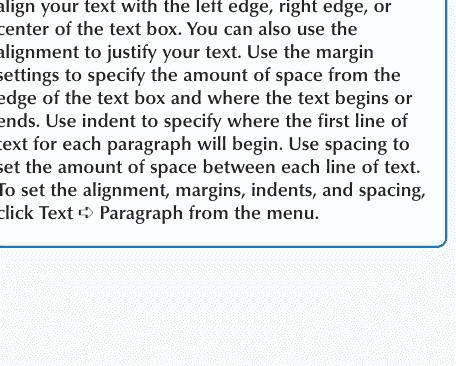 align your text with the left edge, right edge, or
center of the text box. You can also use the
alignment to justify your text. Use the margin
settings to specify the amount of space from the
edge of the text box and where the text begins or
ends. Use indent to specify where the first line of
text for each paragraph will begin. Use spacing to
set the amount of space between each line of text.
To set the alignment, margins, indents, and spacing,
click Text ➪ Paragraph from the menu.